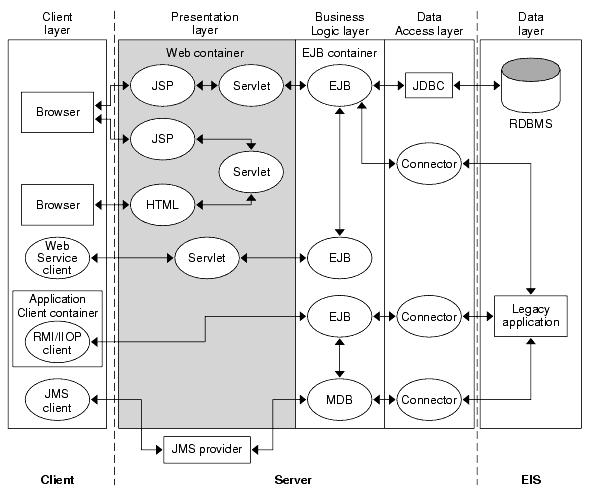 Client
layer
Presentation
layer
Business
Logic layer
Data
Access layer
Data
layer
Web container
EJB container
Browser
JSP
Servlet
EJB
JDBC
RDBMS
JSP
Servlet
Connector
Browser
HTML
Web
Service
client
Servlet
EJB
Application
Client container
RMI/IIOP
client
EJB
Connector
Legacy
application
JMS
client
MDB
Connector
JMS provider
Client
Server
EIS